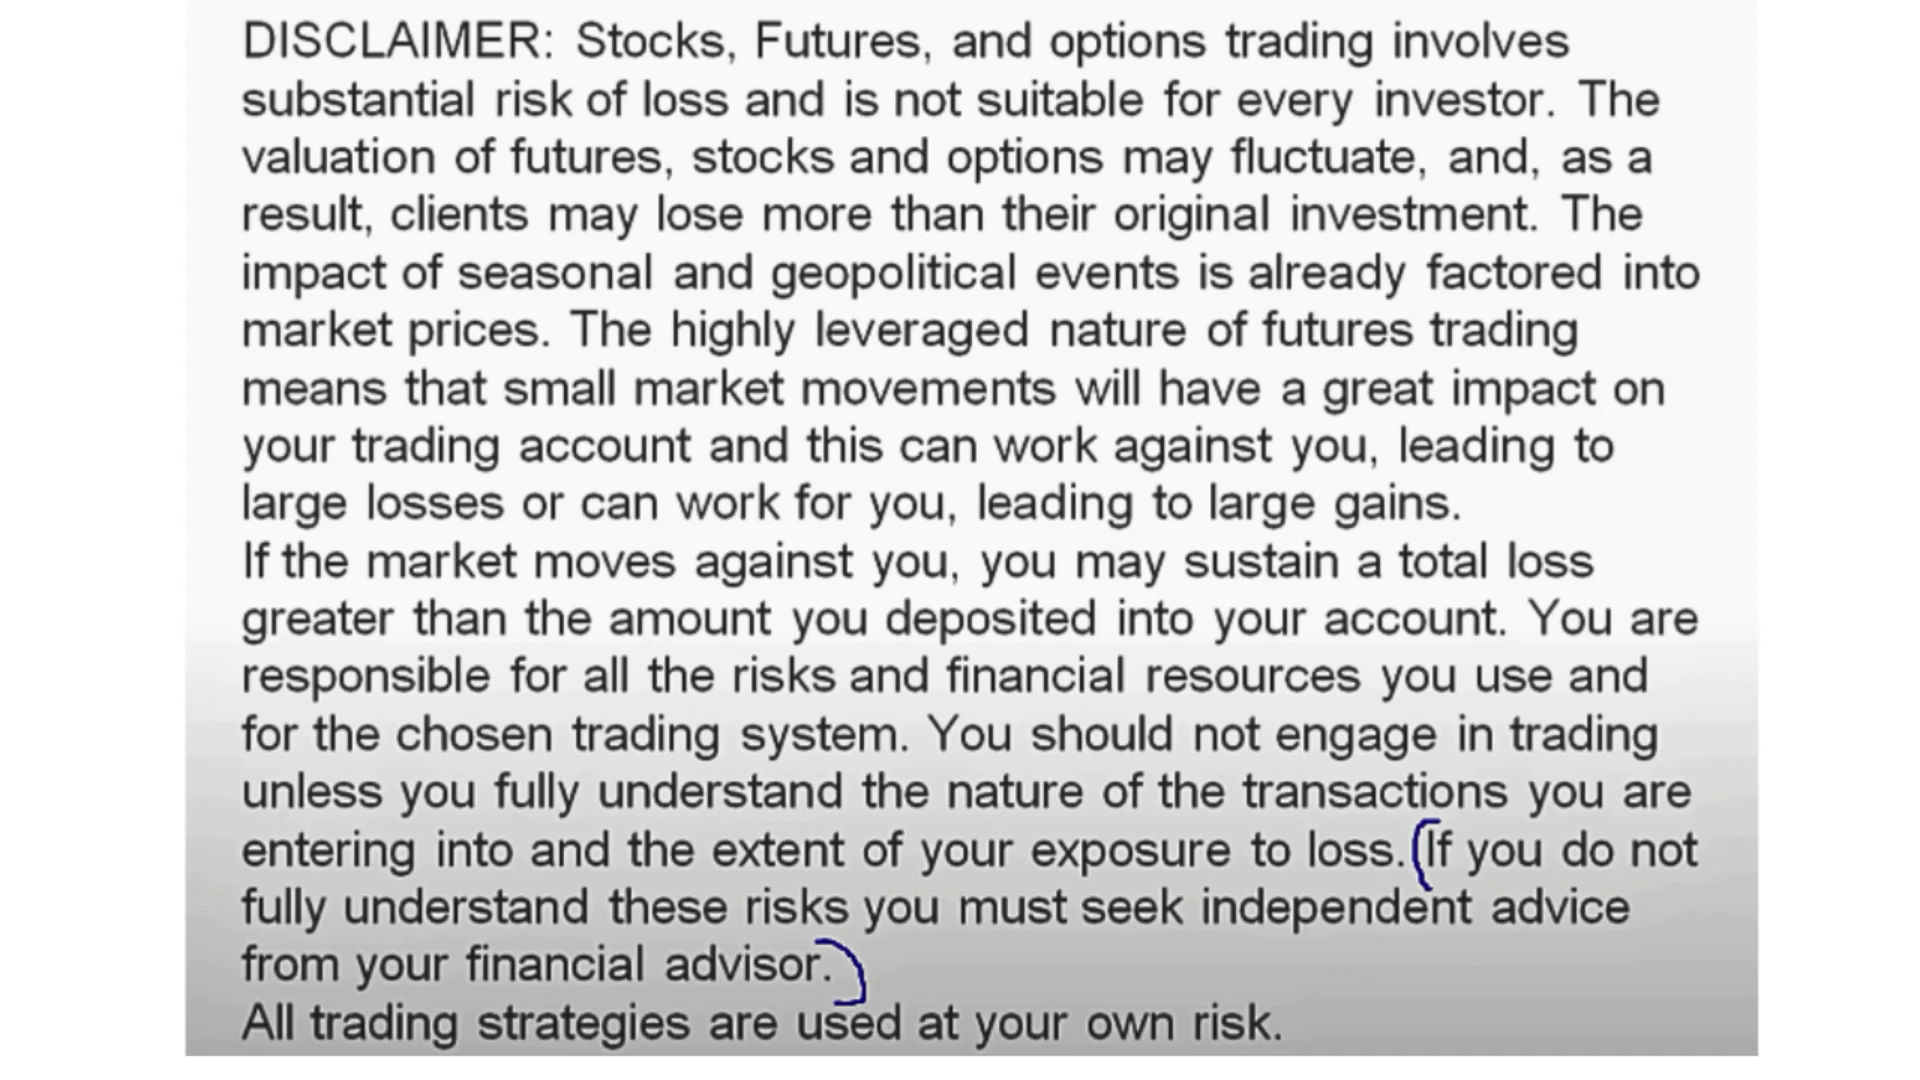 DISCLAIMER: Stocks, Futures, and options trading involves
substantial risk of loss and is not suitable for every investor. The
valuation of futures, stocks and options may fluctuate, and, as a
result, clients may lose more than their original investment. The
impact of seasonal and geopolitical events is already factored into
market prices. The highly leveraged nature of futures trading
means that small market movements will have a great impact on
your trading account and this can work against you, leading to
large losses or can work for you, leading to large gains.
If the market moves against you, you may sustain a total loss
greater than the amount you deposited into your account. You are
responsible for all the risks and financial resources you use and
for the chosen trading system. You should not engage in trading
unless you fully understand the nature of the transactions you are
entering into and the extent of your exposure to loss. (If you do not
fully understand these risks you must seek independent advice
from your financial advisor.)
All trading strategies are used at your own risk.